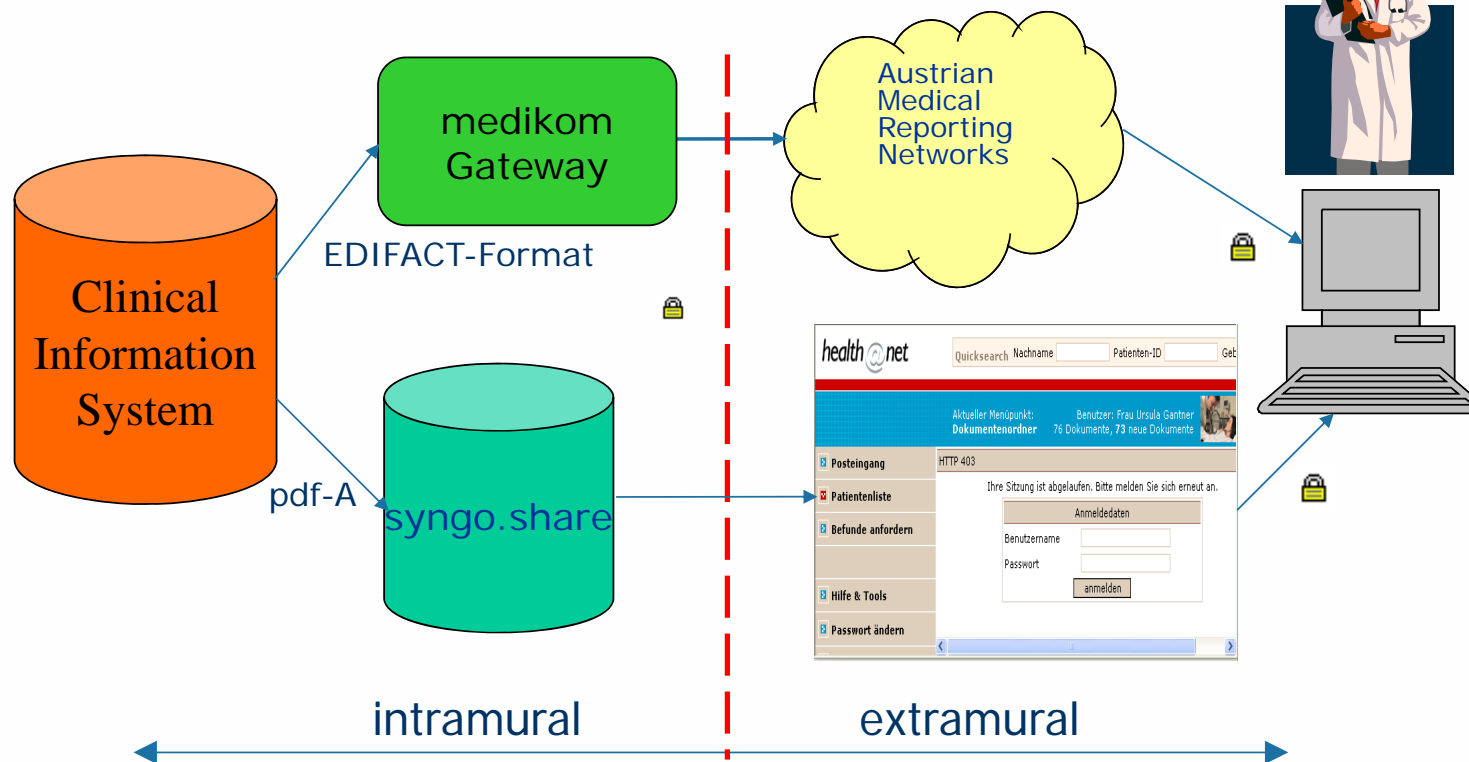 medikom
Gateway
Austrian
Medical
Reporting
Networks
EDIFACT-Format
Clinical
Information
System
pdf-A
syngo.share
health@net
Quicksearch Nachname Patienten-ID Geb
Aktueller Menüpunkt: Benutzer: Frau Ursula Gantner
Dokumentenordner 76 Dokumente, 73 neue Dokumente
Posteingang
HTTP 403
Ihre Sitzung ist abgelaufen. Bitte melden Sie sich erneut an.
Patientenliste
Anmeldedaten
Befunde anfordern
Benutzername
Passwort
anmelden
Hilfe & Tools
Passwort ändern
intramural
extramural